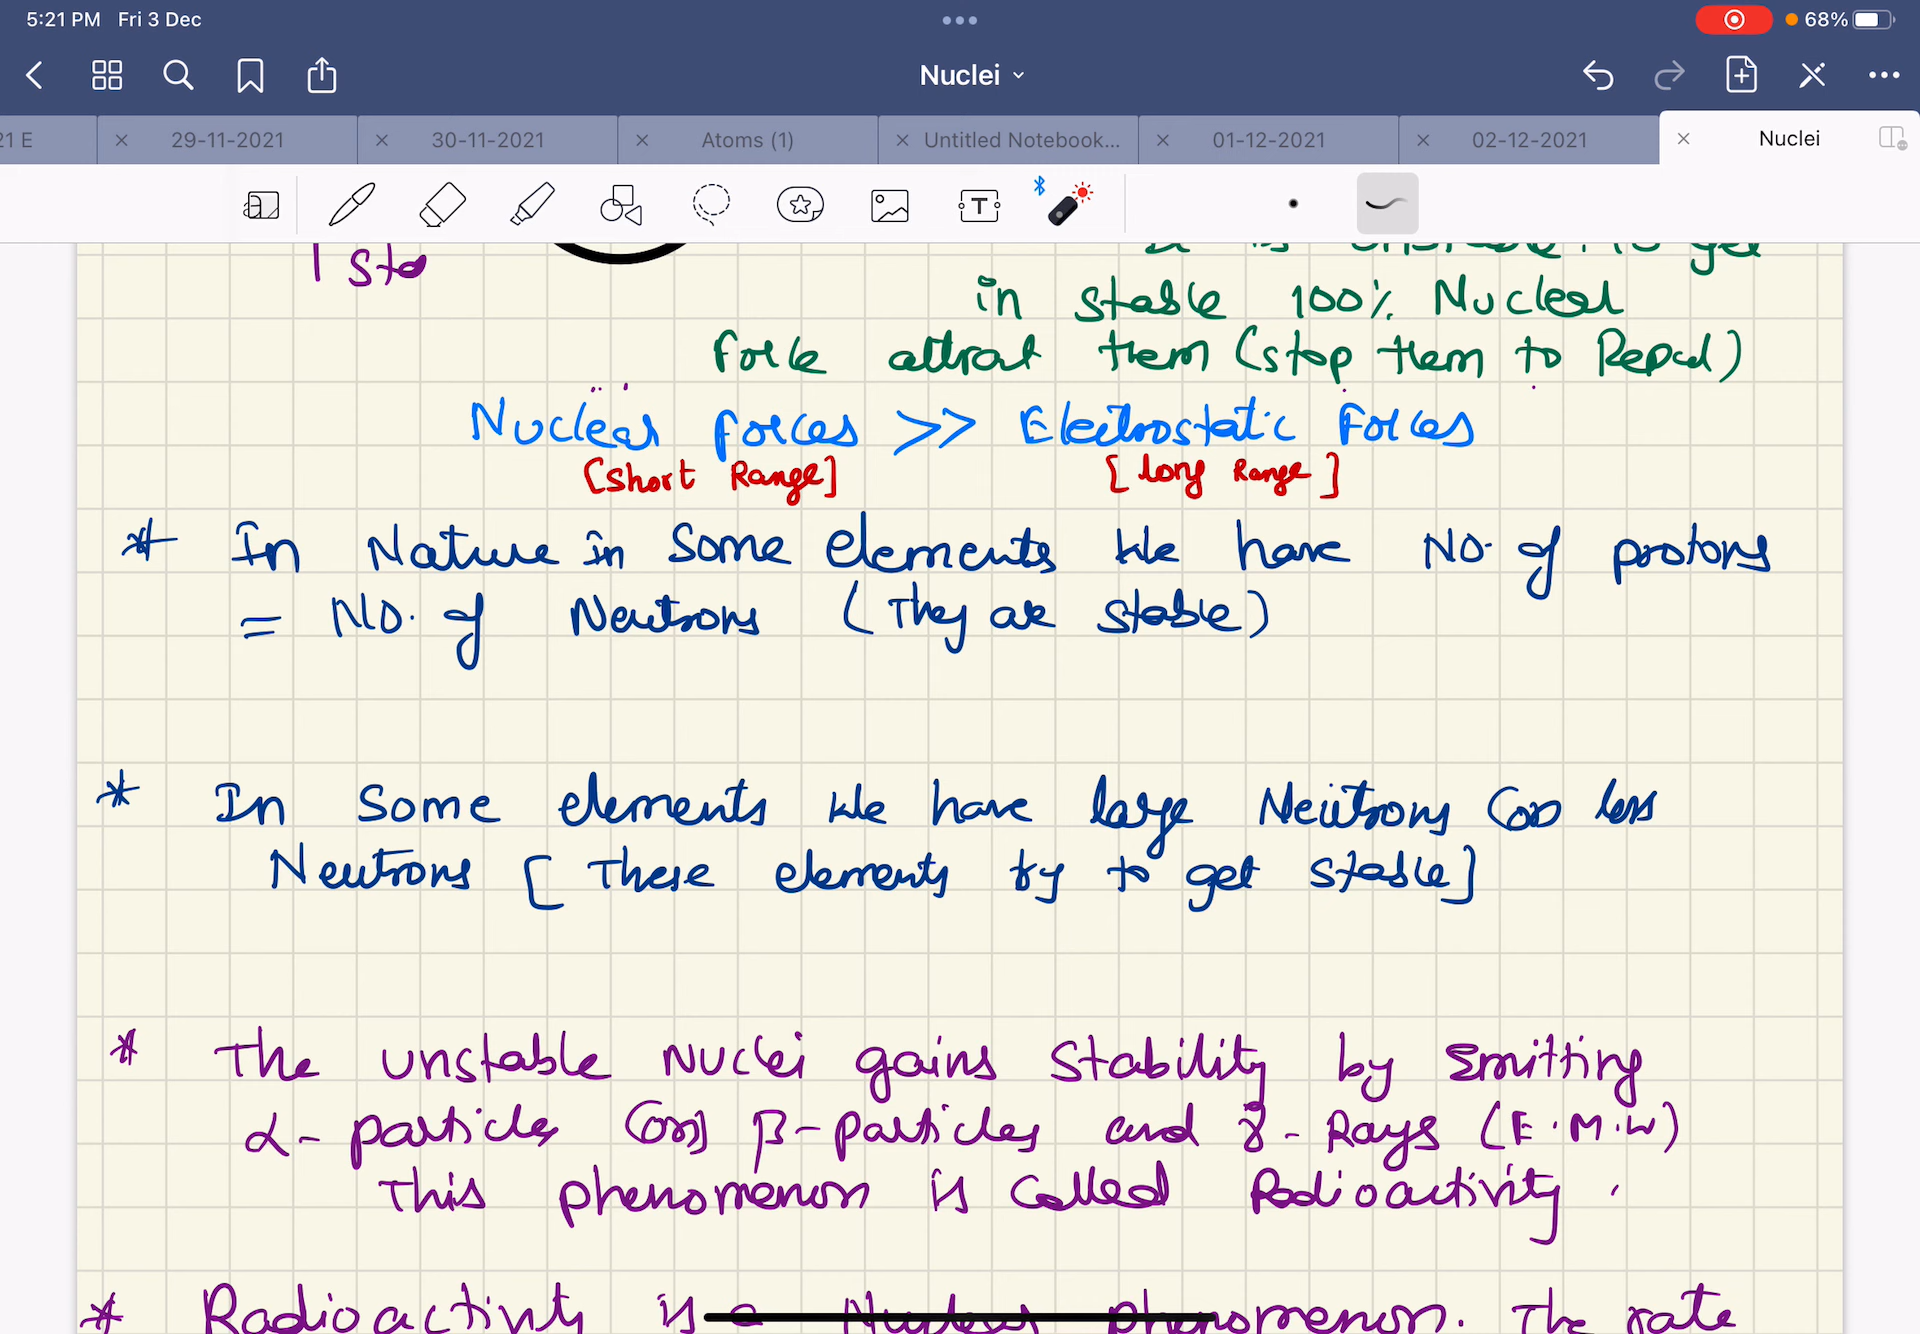 5:21 PM Fri 3 Dec
68%
Nuclei
21 E
29-11-2021
30-11-2021
Atoms (1)
Untitled Notebook...
01-12-2021
02-12-2021
Nuclei
in stable 100% Nuclear
Force attract them (stop them to Repel)
Nuclear forces >> Electrostatic Forces
[short Range] [long Range]
* In Nature in some elements we have NO. of protons
= NO. of Neutrons (They are stable)
* In some elements we have large Neutrons (or) less
Neutrons [These elements try to get stable]
* The unstable Nuclei gains stability by Emitting
α- particles (or) β-particles and γ- Rays (E.M.W)
This phenomenon is called Radioactivity.
* Radioactivity is a Nuclear phenomenon. The rate